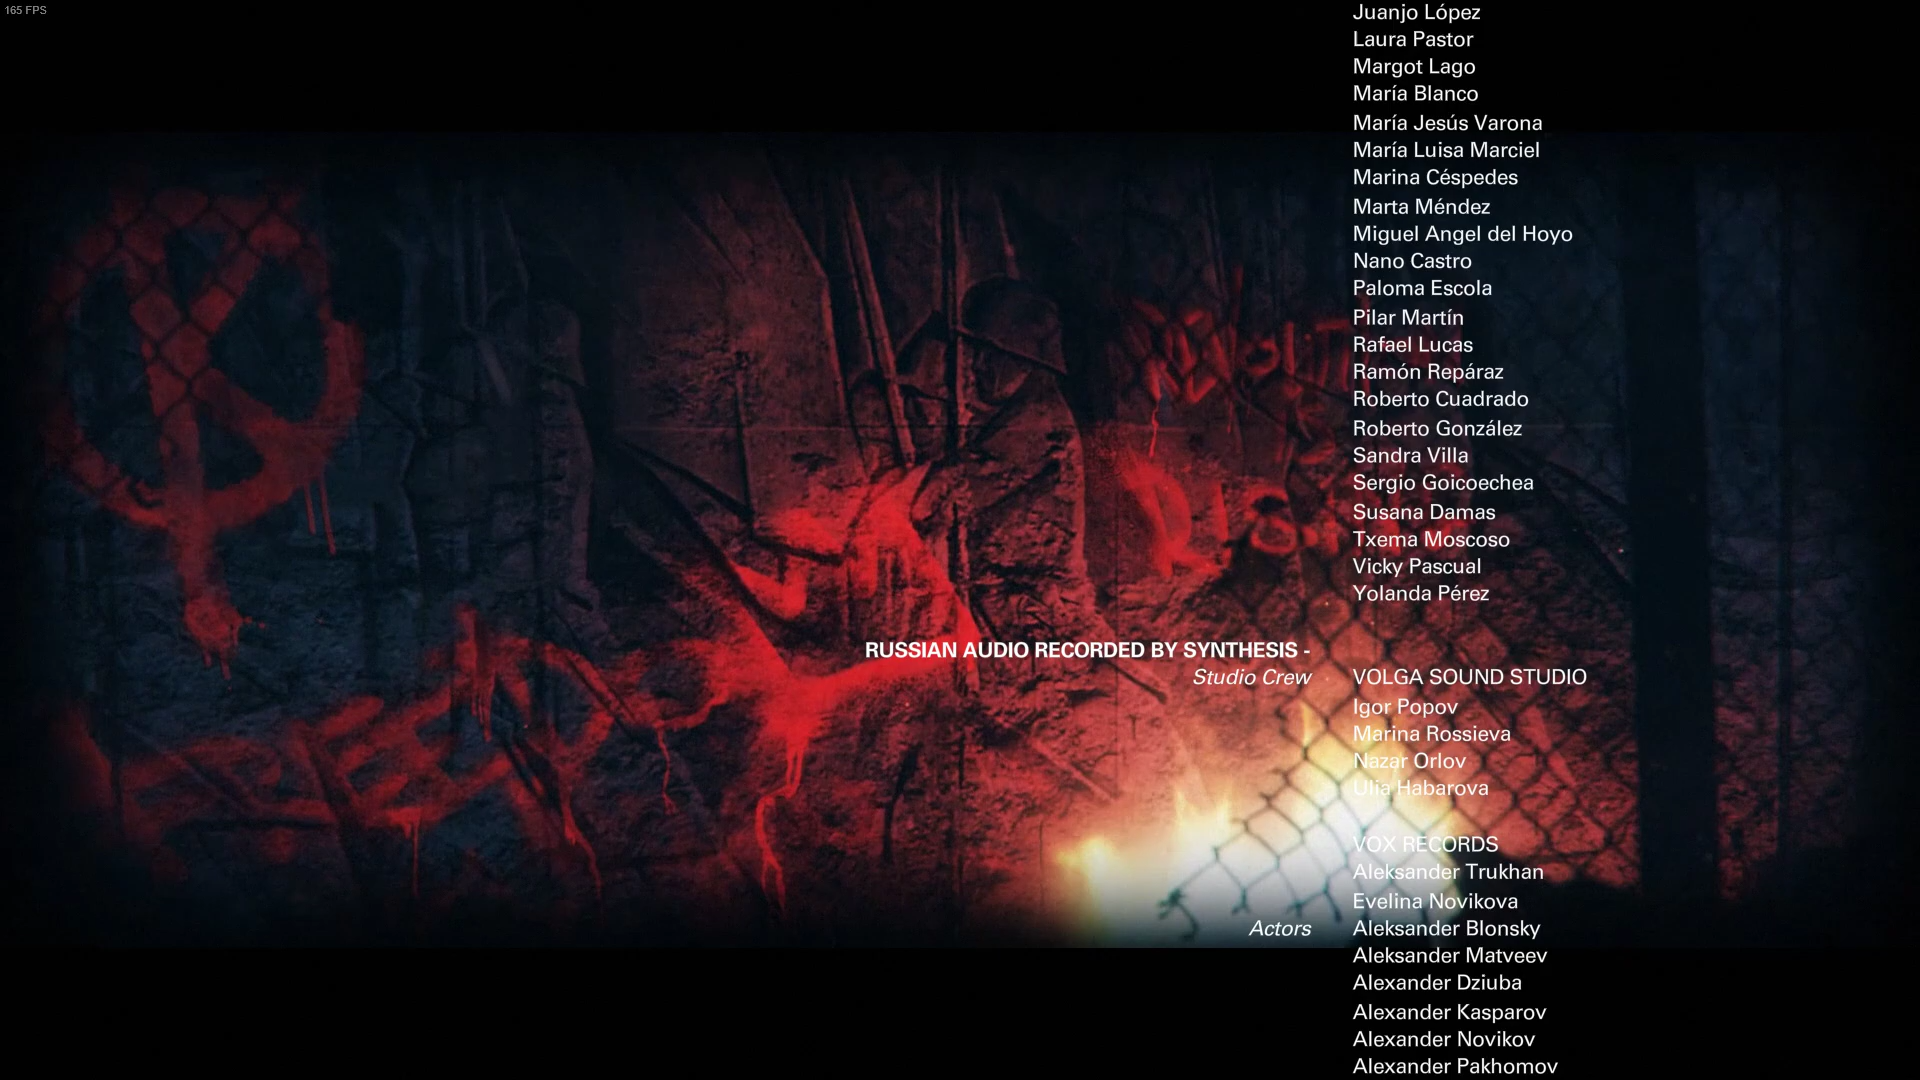 165 FPS
Juanjo López
Laura Pastor
Margot Lago
María Blanco
María Jesús Varona
María Luisa Marciel
Marina Céspedes
Marta Méndez
Miguel Angel del Hoyo
Nano Castro
Paloma Escola
Pilar Martín
Rafael Lucas
Ramón Repáraz
Roberto Cuadrado
Roberto González
Sandra Villa
Sergio Goicoechea
Susana Damas
Txema Moscoso
Vicky Pascual
Yolanda Pérez
RUSSIAN AUDIO RECORDED BY SYNTHESIS -
Studio Crew VOLGA SOUND STUDIO
Igor Popov
Marina Rossieva
Nazar Orlov
Ulia Habarova
VOX RECORDS
Aleksander Trukhan
Evelina Novikova
Actors Aleksander Blonsky
Aleksander Matveev
Alexander Dziuba
Alexander Kasparov
Alexander Novikov
Alexander Pakhomov